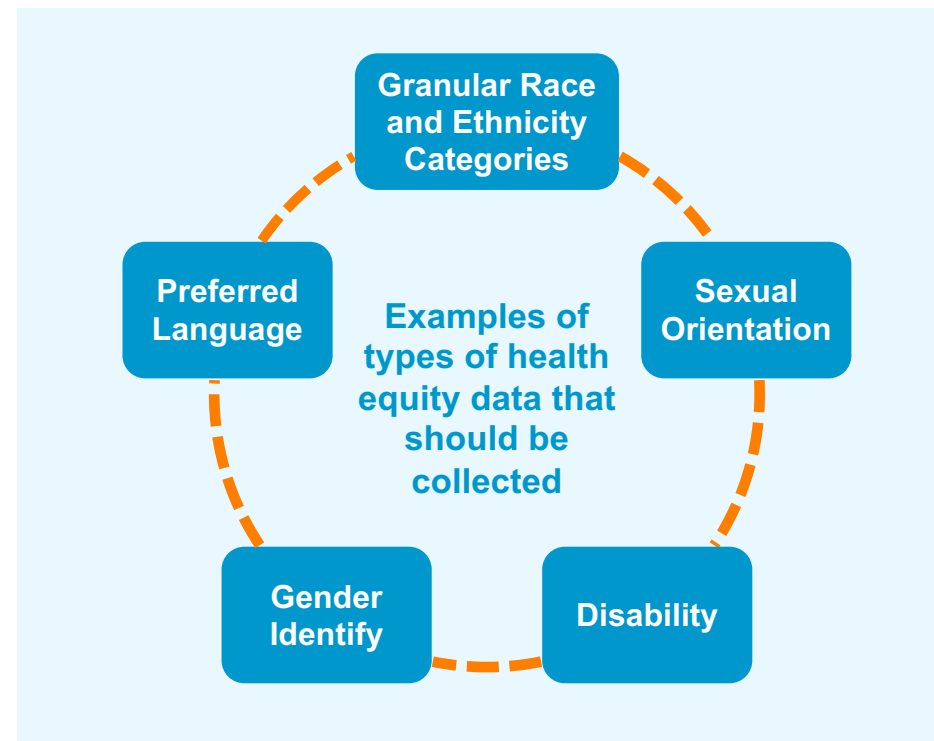 Granular Race
and Ethnicity
Categories
Preferred
Language
Sexual
Orientation
Examples of
types of health
equity data that
should be
collected
Gender
Identify
Disability